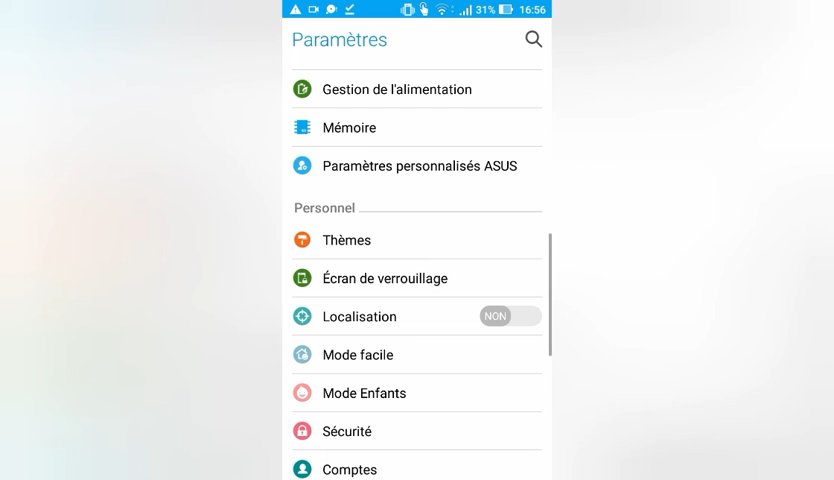 31% 16:56
Paramètres
Gestion de l'alimentation
Mémoire
Paramètres personnalisés ASUS
Personnel
Thèmes
Écran de verrouillage
Localisation NON
Mode facile
Mode Enfants
Sécurité
Comptes